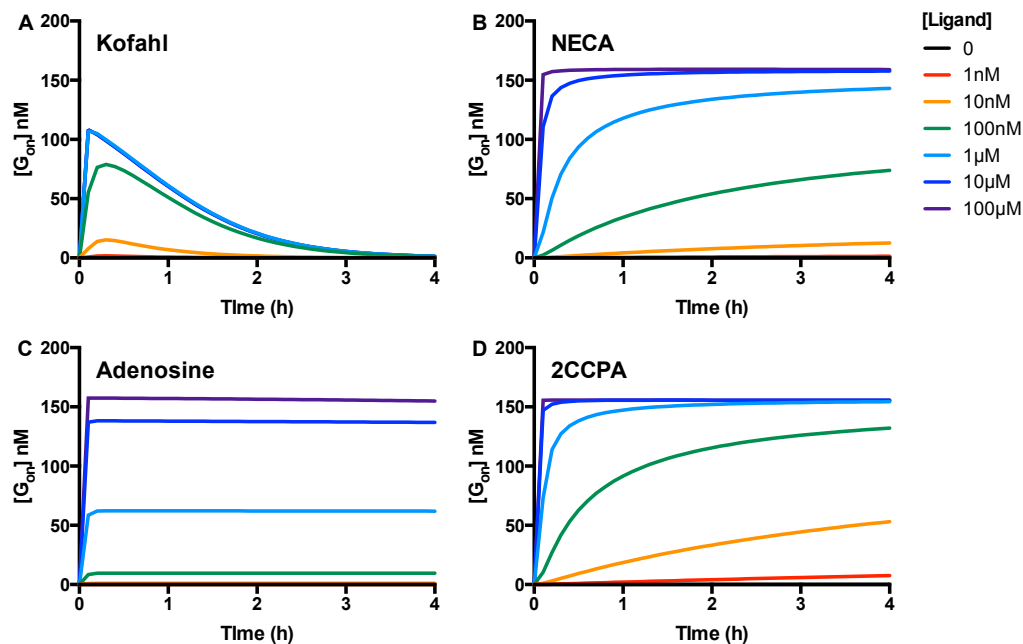 A
Kofahl
200
150
100
50
0
[Gon] nM
0 1 2 3 4
TIme (h)
B
NECA
200
150
100
50
0
[Gon] nM
0 1 2 3 4
TIme (h)
[Ligand]
0
1nM
10nM
100nM
1µM
10µM
100µM
C
Adenosine
200
150
100
50
0
[Gon] nM
0 1 2 3 4
TIme (h)
D
2CCPA
200
150
100
50
0
[Gon] nM
0 1 2 3 4
TIme (h)